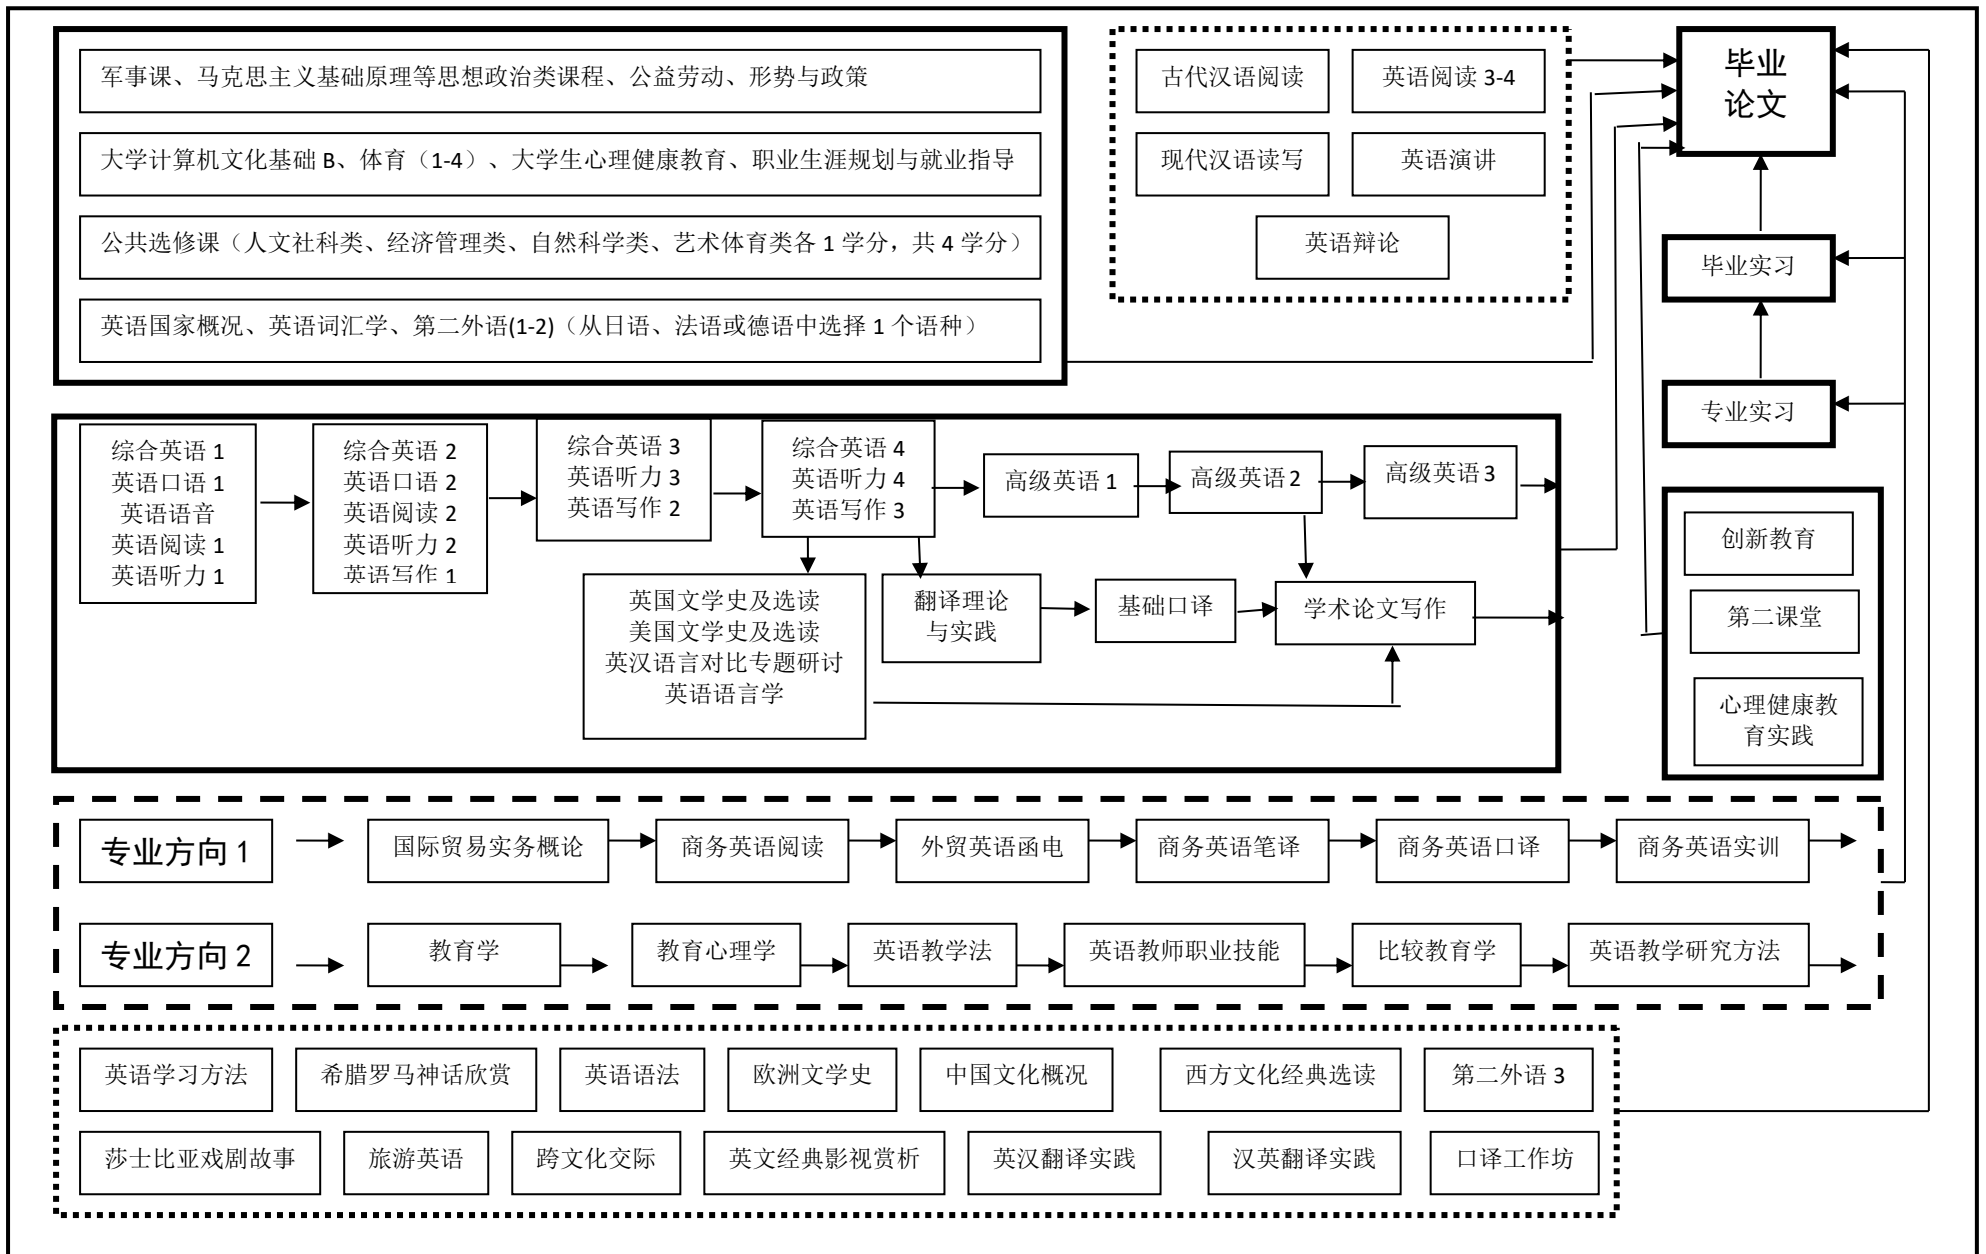 军事课、马克思主义基础原理等思想政治类课程、公益劳动、形势与政策
大学计算机文化基础 B、体育（1-4）、大学生心理健康教育、职业生涯规划与就业指导
公共选修课（人文社科类、经济管理类、自然科学类、艺术体育类各 1 学分，共 4 学分）
英语国家概况、英语词汇学、第二外语(1-2)（从日语、法语或德语中选择 1 个语种）
古代汉语阅读
英语阅读 3-4
现代汉语读写
英语演讲
英语辩论
毕业
论文
毕业实习
专业实习
综合英语 1
英语口语 1
英语语音
英语阅读 1
英语听力 1
综合英语 2
英语口语 2
英语阅读 2
英语听力 2
英语写作 1
综合英语 3
英语听力 3
英语写作 2
综合英语 4
英语听力 4
英语写作 3
高级英语 1
高级英语 2
高级英语 3
英国文学史及选读
美国文学史及选读
英汉语言对比专题研讨
英语语言学
翻译理论
与实践
基础口译
学术论文写作
创新教育
第二课堂
心理健康教
育实践
专业方向 1
国际贸易实务概论
商务英语阅读
外贸英语函电
商务英语笔译
商务英语口译
商务英语实训
专业方向 2
教育学
教育心理学
英语教学法
英语教师职业技能
比较教育学
英语教学研究方法
英语学习方法
希腊罗马神话欣赏
英语语法
欧洲文学史
中国文化概况
西方文化经典选读
第二外语 3
莎士比亚戏剧故事
旅游英语
跨文化交际
英文经典影视赏析
英汉翻译实践
汉英翻译实践
口译工作坊